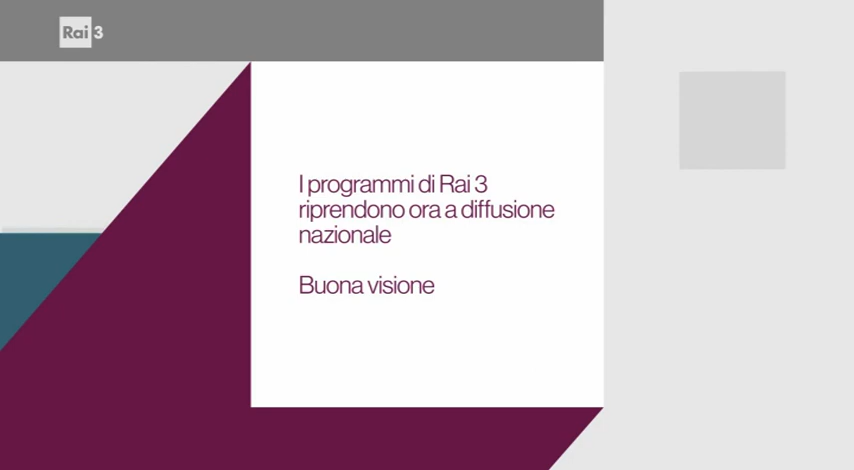 Rai 3
I programmi di Rai 3
riprendono ora a diffusione
nazionale
Buona visione